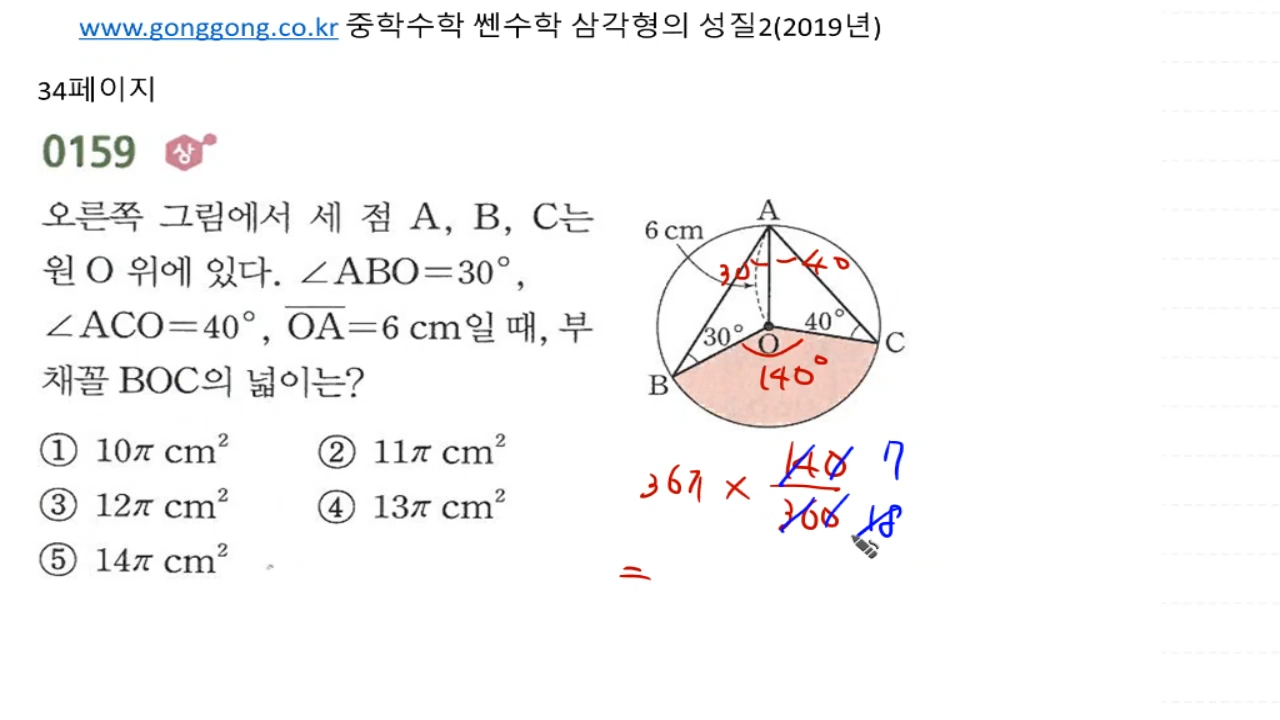 www.gonggong.co.kr 중학수학 쎈수학 삼각형의 성질2(2019년)
34페이지
0159 상
오른쪽 그림에서 세 점 A, B, C는
원 O 위에 있다. ∠ABO=30°,
∠ACO=40°, \overline{OA}=6 cm일 때, 부
채꼴 BOC의 넓이는?
① 10π cm² ② 11π cm²
③ 12π cm² ④ 13π cm²
⑤ 14π cm²
A
6 cm
30 40
30° 40°
O
C
B
140°
36π × 140/360 7/18
=